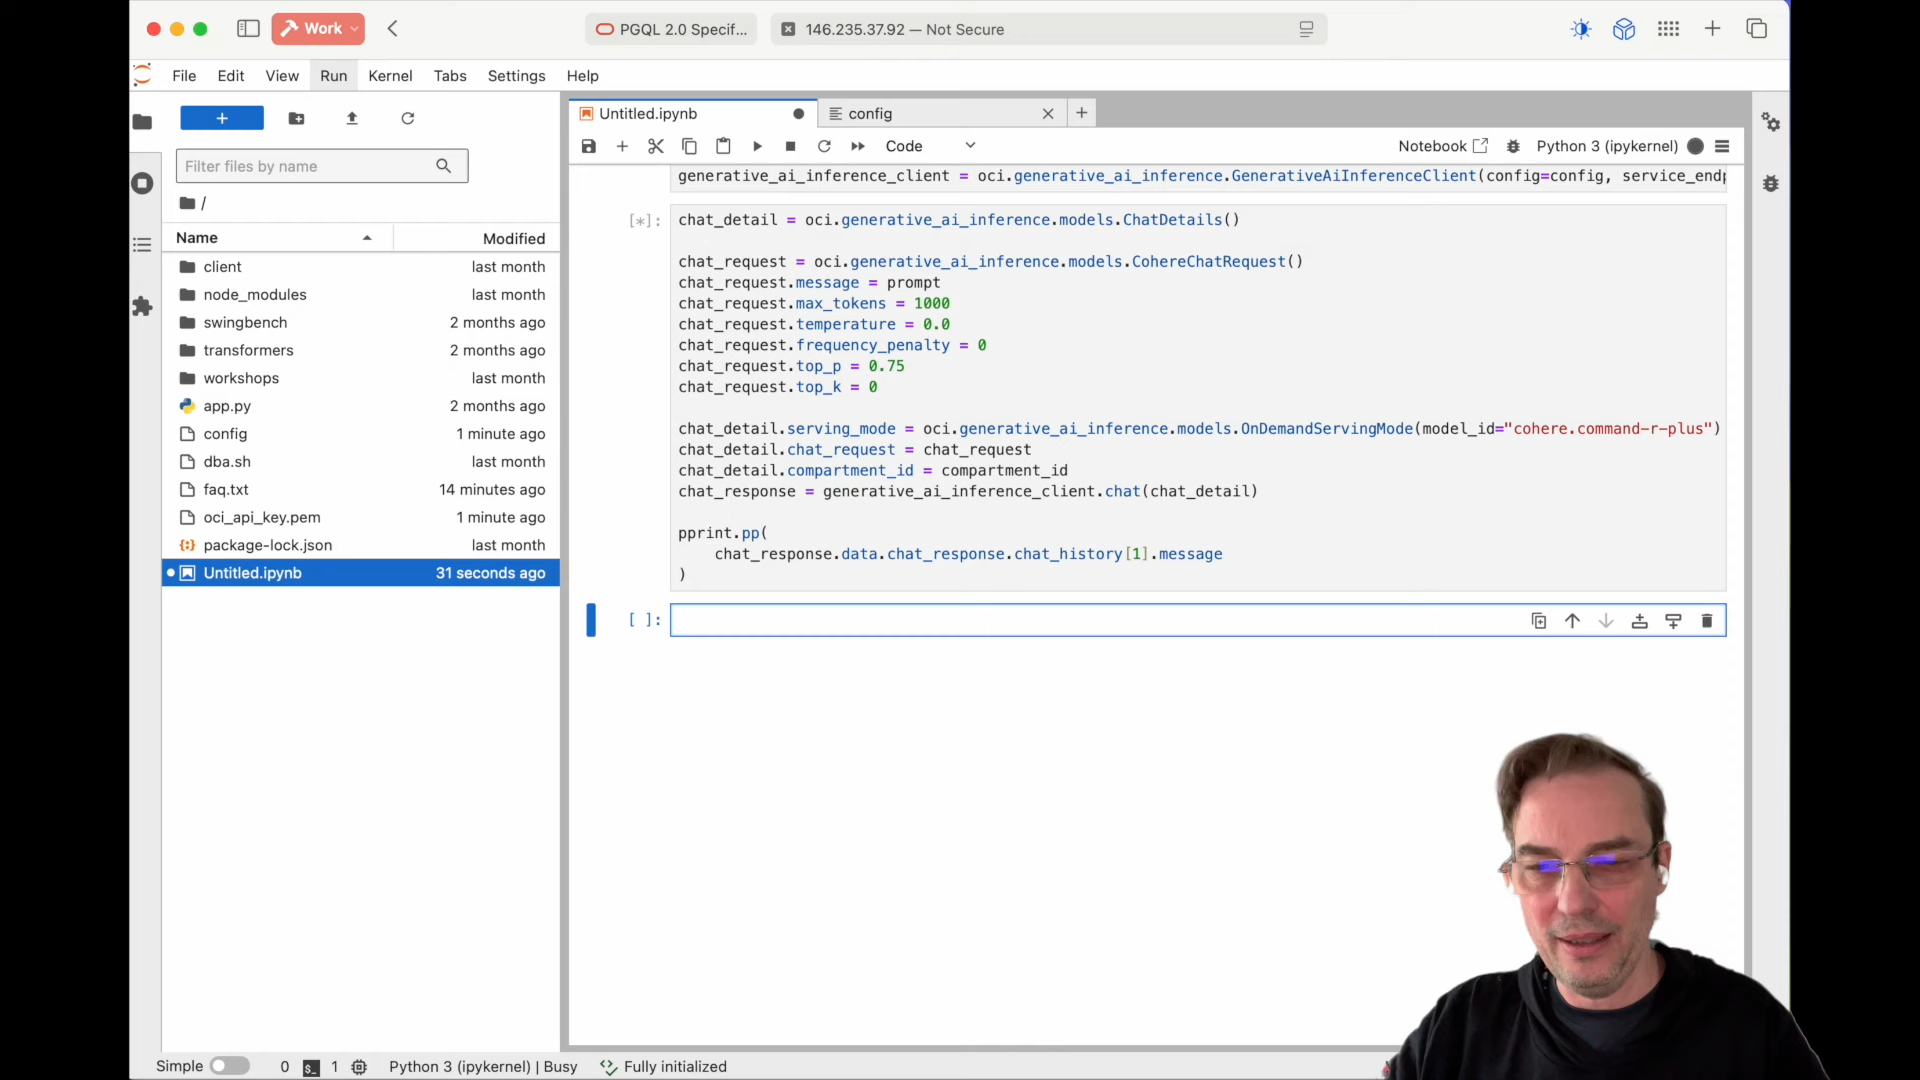 Work
PGQL 2.0 Specif...
146.235.37.92 — Not Secure
File Edit View Run Kernel Tabs Settings Help
Untitled.ipynb
config
Filter files by name
Code
Notebook
Python 3 (ipykernel)
/
Name Modified
client last month
node_modules last month
swingbench 2 months ago
transformers 2 months ago
workshops last month
app.py 2 months ago
config 1 minute ago
dba.sh last month
faq.txt 14 minutes ago
oci_api_key.pem 1 minute ago
package-lock.json last month
Untitled.ipynb 31 seconds ago
generative_ai_inference_client = oci.generative_ai_inference.GenerativeAiInferenceClient(config=config, service_endp
[*]: chat_detail = oci.generative_ai_inference.models.ChatDetails()
chat_request = oci.generative_ai_inference.models.CohereChatRequest()
chat_request.message = prompt
chat_request.max_tokens = 1000
chat_request.temperature = 0.0
chat_request.frequency_penalty = 0
chat_request.top_p = 0.75
chat_request.top_k = 0
chat_detail.serving_mode = oci.generative_ai_inference.models.OnDemandServingMode(model_id="cohere.command-r-plus")
chat_detail.chat_request = chat_request
chat_detail.compartment_id = compartment_id
chat_response = generative_ai_inference_client.chat(chat_detail)
pprint.pp(
chat_response.data.chat_response.chat_history[1].message
)
[ ]:
Simple 0 $_ 1 Python 3 (ipykernel) | Busy Fully initialized